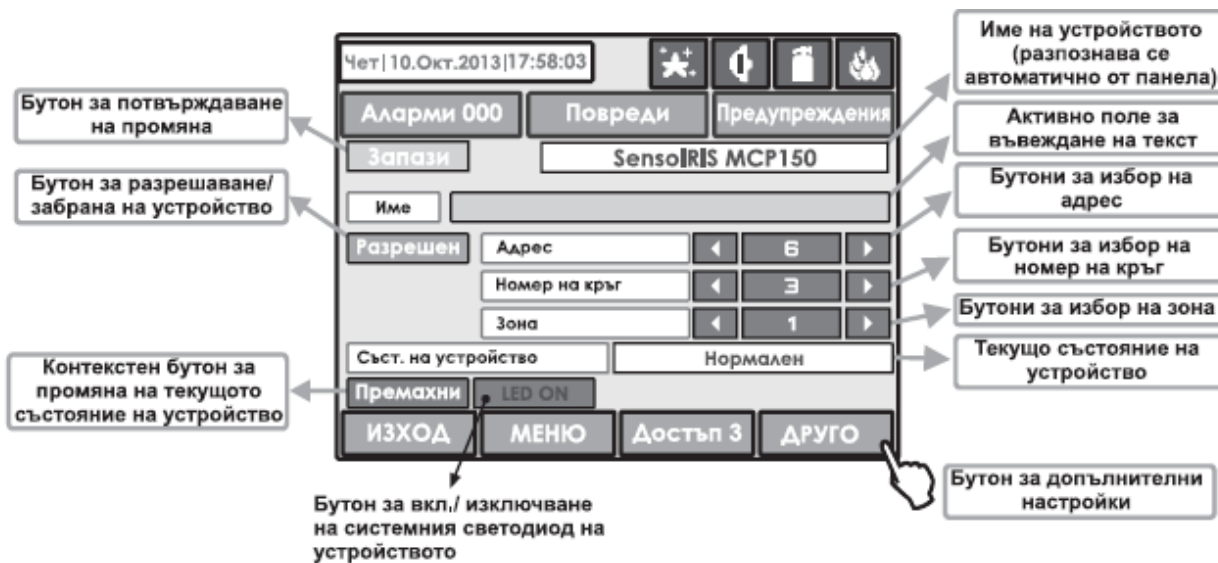 Име на устройството
(разпознава се
автоматично от панела)
Чет|10.Окт.2013|17:58:03
Бутон за потвърждаване
на промяна
Аларми 000 Повреди Предупреждения
Активно поле за
въвеждане на текст
Запази SensoIRIS MCP150
Бутон за разрешаване/
забрана на устройство
Бутони за избор на
адрес
Име
Разрешен Адрес 6
Бутони за избор на
номер на кръг
Номер на кръг 3
Бутони за избор на зона
Зона 1
Текущо състояние на
устройство
Съст. на устройство Нормален
Контекстен бутон за
промяна на текущото
състояние на устройство
Премахни LED ON
ИЗХОД МЕНЮ Достъп 3 ДРУГО
Бутон за допълнителни
настройки
Бутон за вкл./ изключване
на системния светодиод на
устройството